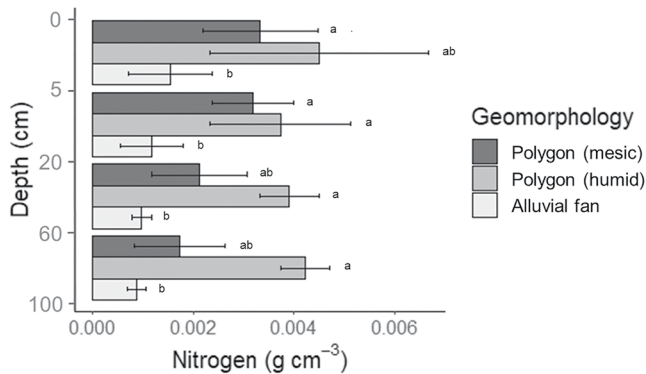 0
a
ab
b
5
a
a
b
20
ab
a
b
60
ab
a
b
100
Depth (cm)
0.000 0.002 0.004 0.006
Nitrogen (g cm⁻³)
Geomorphology
Polygon (mesic)
Polygon (humid)
Alluvial fan